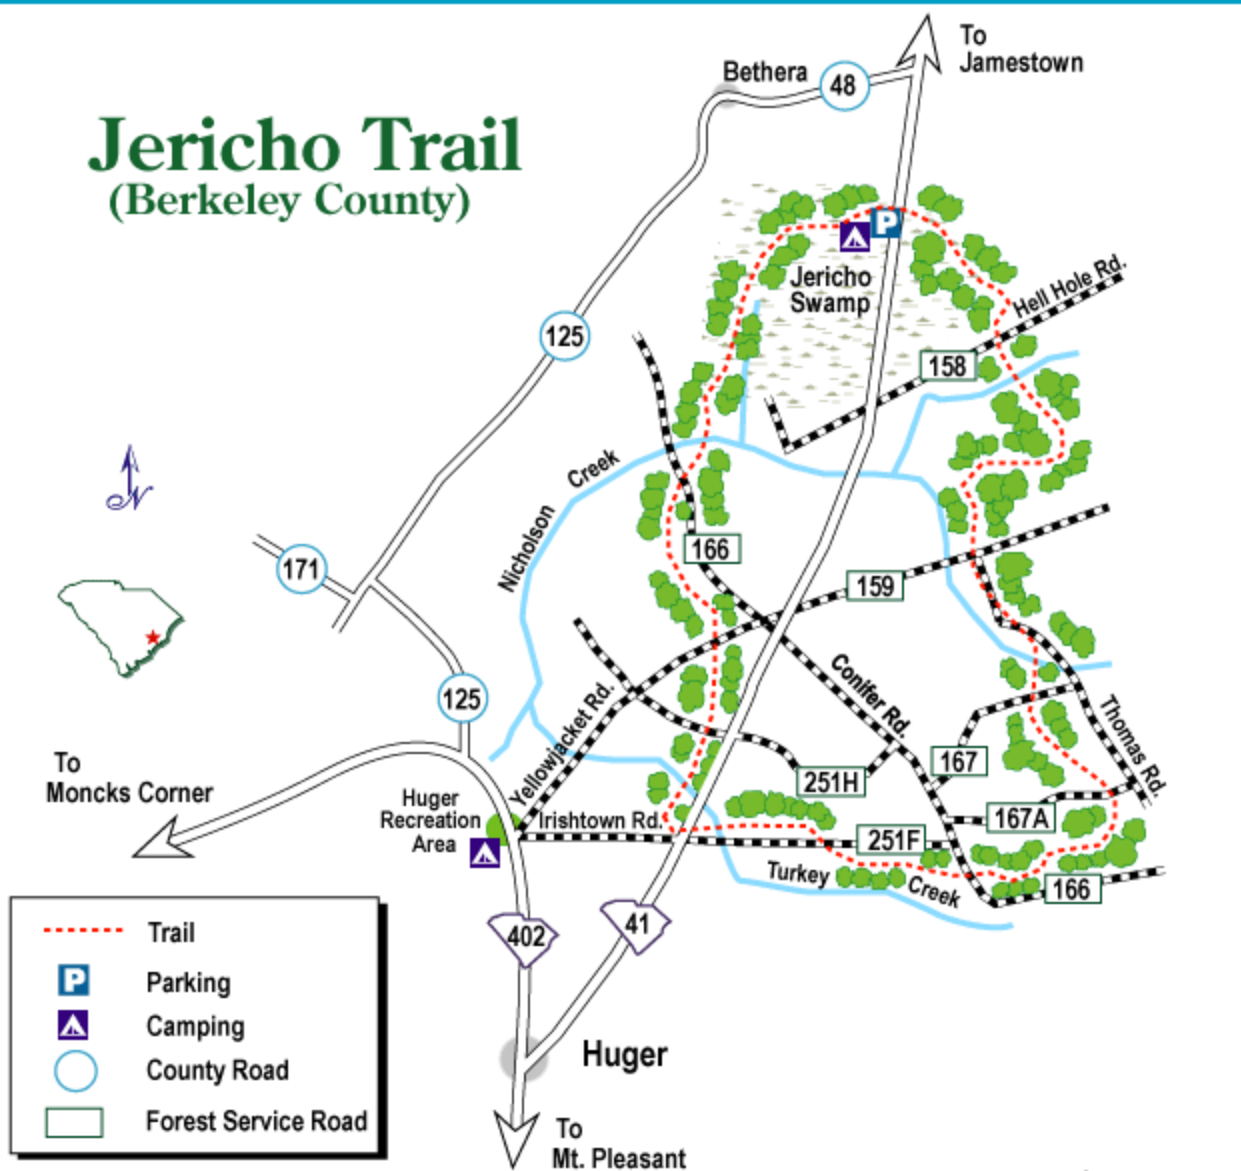 To
Jamestown
Bethera
48
Jericho Trail
(Berkeley County)
P
Jericho
Swamp
Hell Hole Rd.
125
158
Creek
Nicholson
N
171
166
159
Conifer Rd.
125
Yellowjacket Rd.
Thomas Rd.
To
Moncks Corner
167
251H
Huger
Recreation
Area
Irishtown Rd.
167A
251F
Turkey
Creek
166
402
41
Trail
P
Parking
Camping
County Road
Forest Service Road
Huger
To
Mt. Pleasant